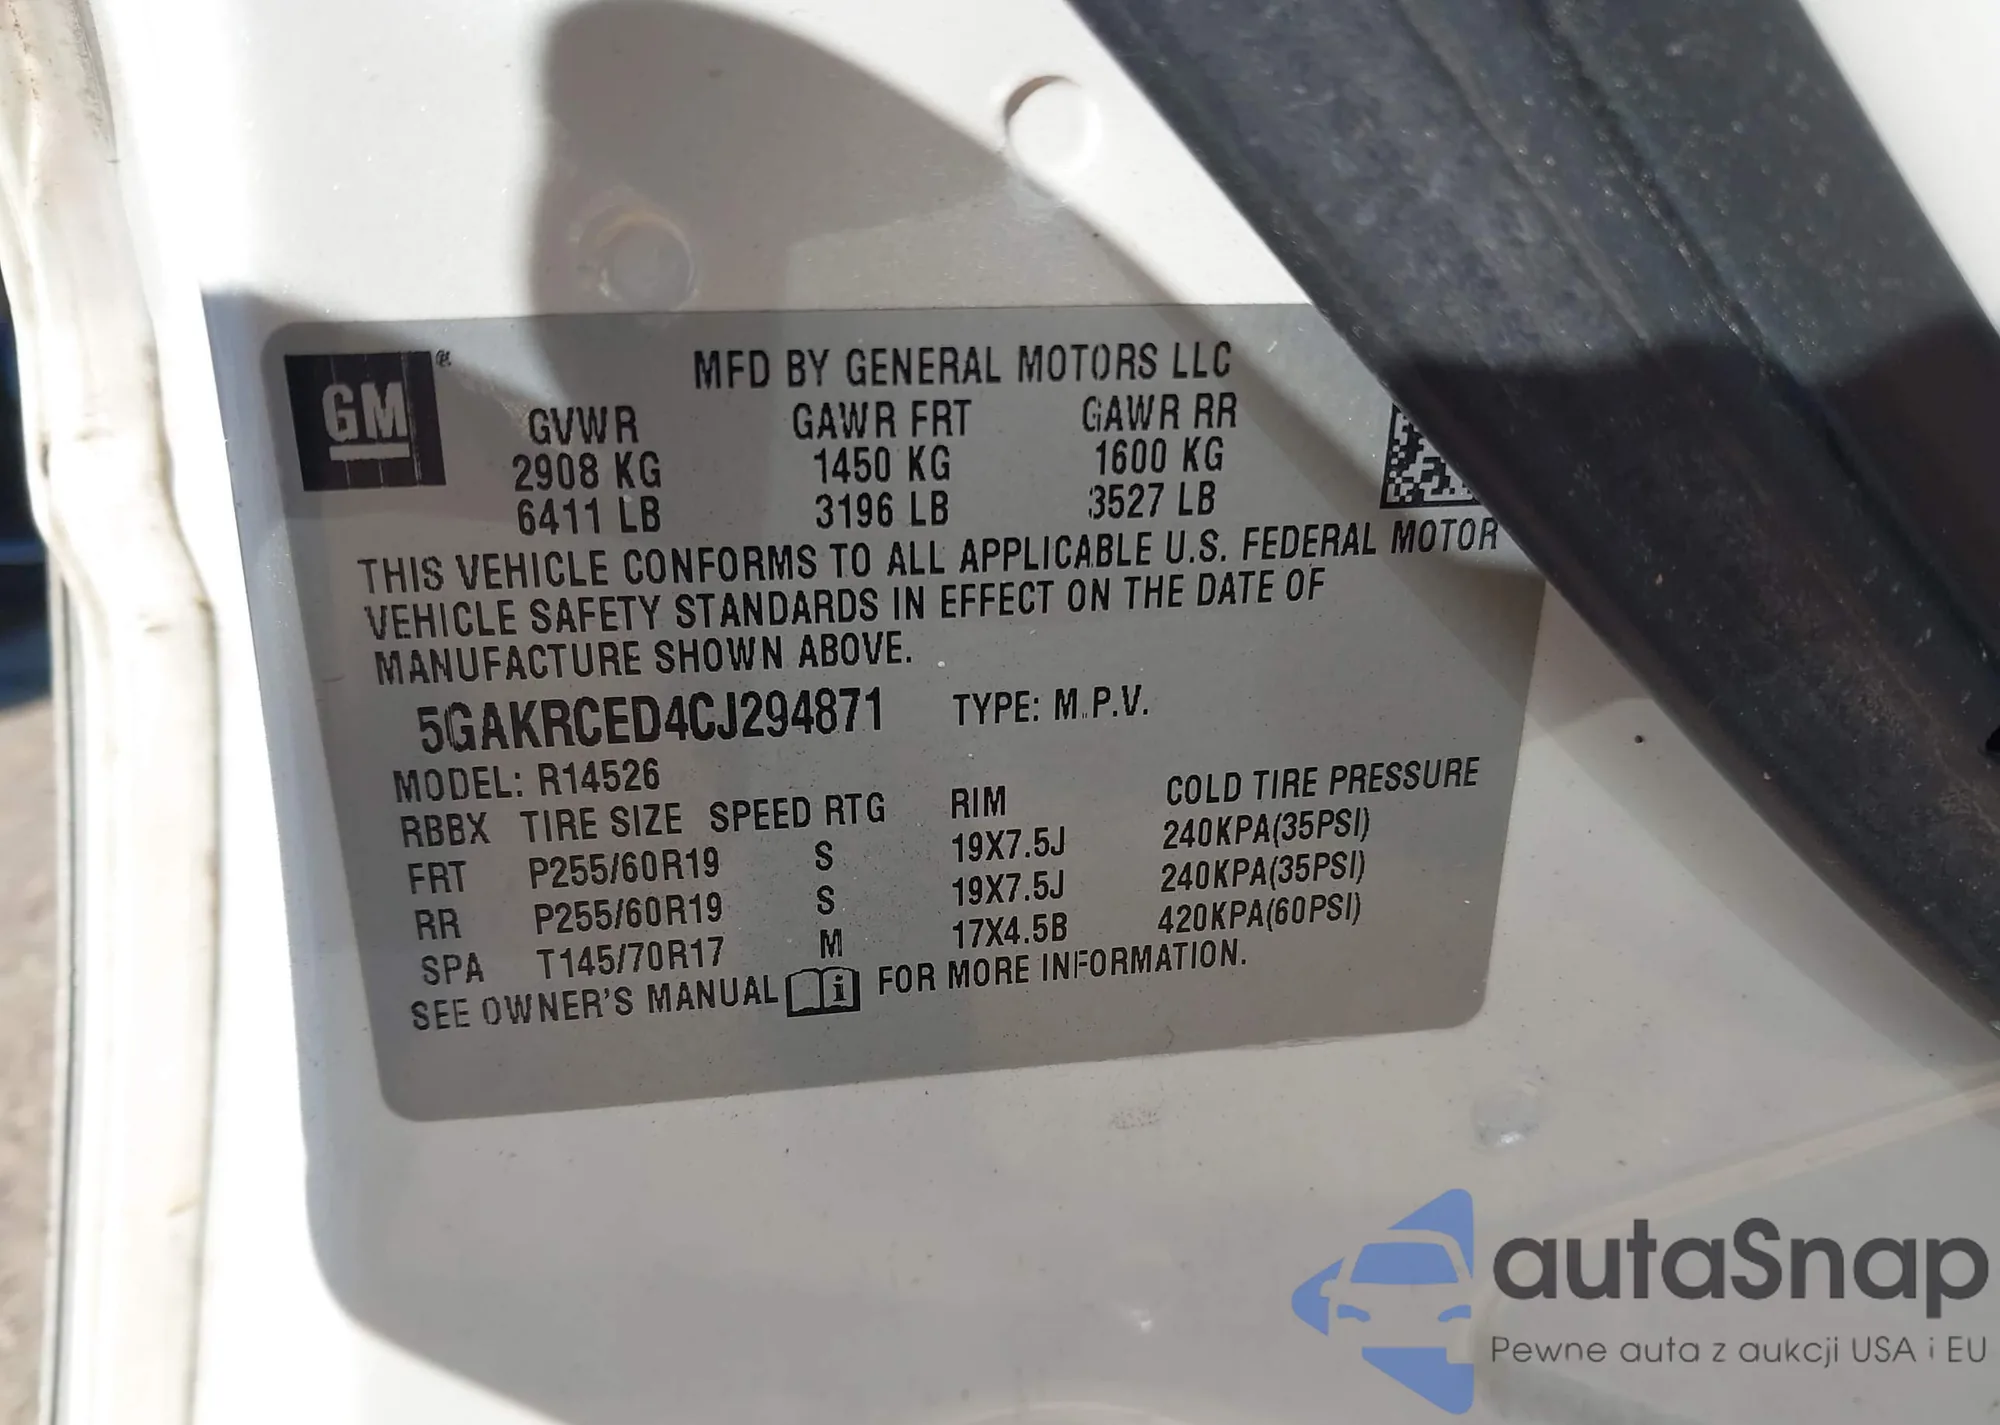 GM ®
MFD BY GENERAL MOTORS LLC
GVWR GAWR FRT GAWR RR
2908 KG 1450 KG 1600 KG
6411 LB 3196 LB 3527 LB
THIS VEHICLE CONFORMS TO ALL APPLICABLE U.S. FEDERAL MOTOR
VEHICLE SAFETY STANDARDS IN EFFECT ON THE DATE OF
MANUFACTURE SHOWN ABOVE.
5GAKRCED4CJ294871 TYPE: M.P.V.
MODEL: R14526
RBBX TIRE SIZE SPEED RTG RIM COLD TIRE PRESSURE
FRT P255/60R19 S 19X7.5J 240KPA(35PSI)
RR P255/60R19 S 19X7.5J 240KPA(35PSI)
SPA T145/70R17 M 17X4.5B 420KPA(60PSI)
SEE OWNER'S MANUAL i FOR MORE INFORMATION.
autaSnap
Pewne auta z aukcji USA i EU